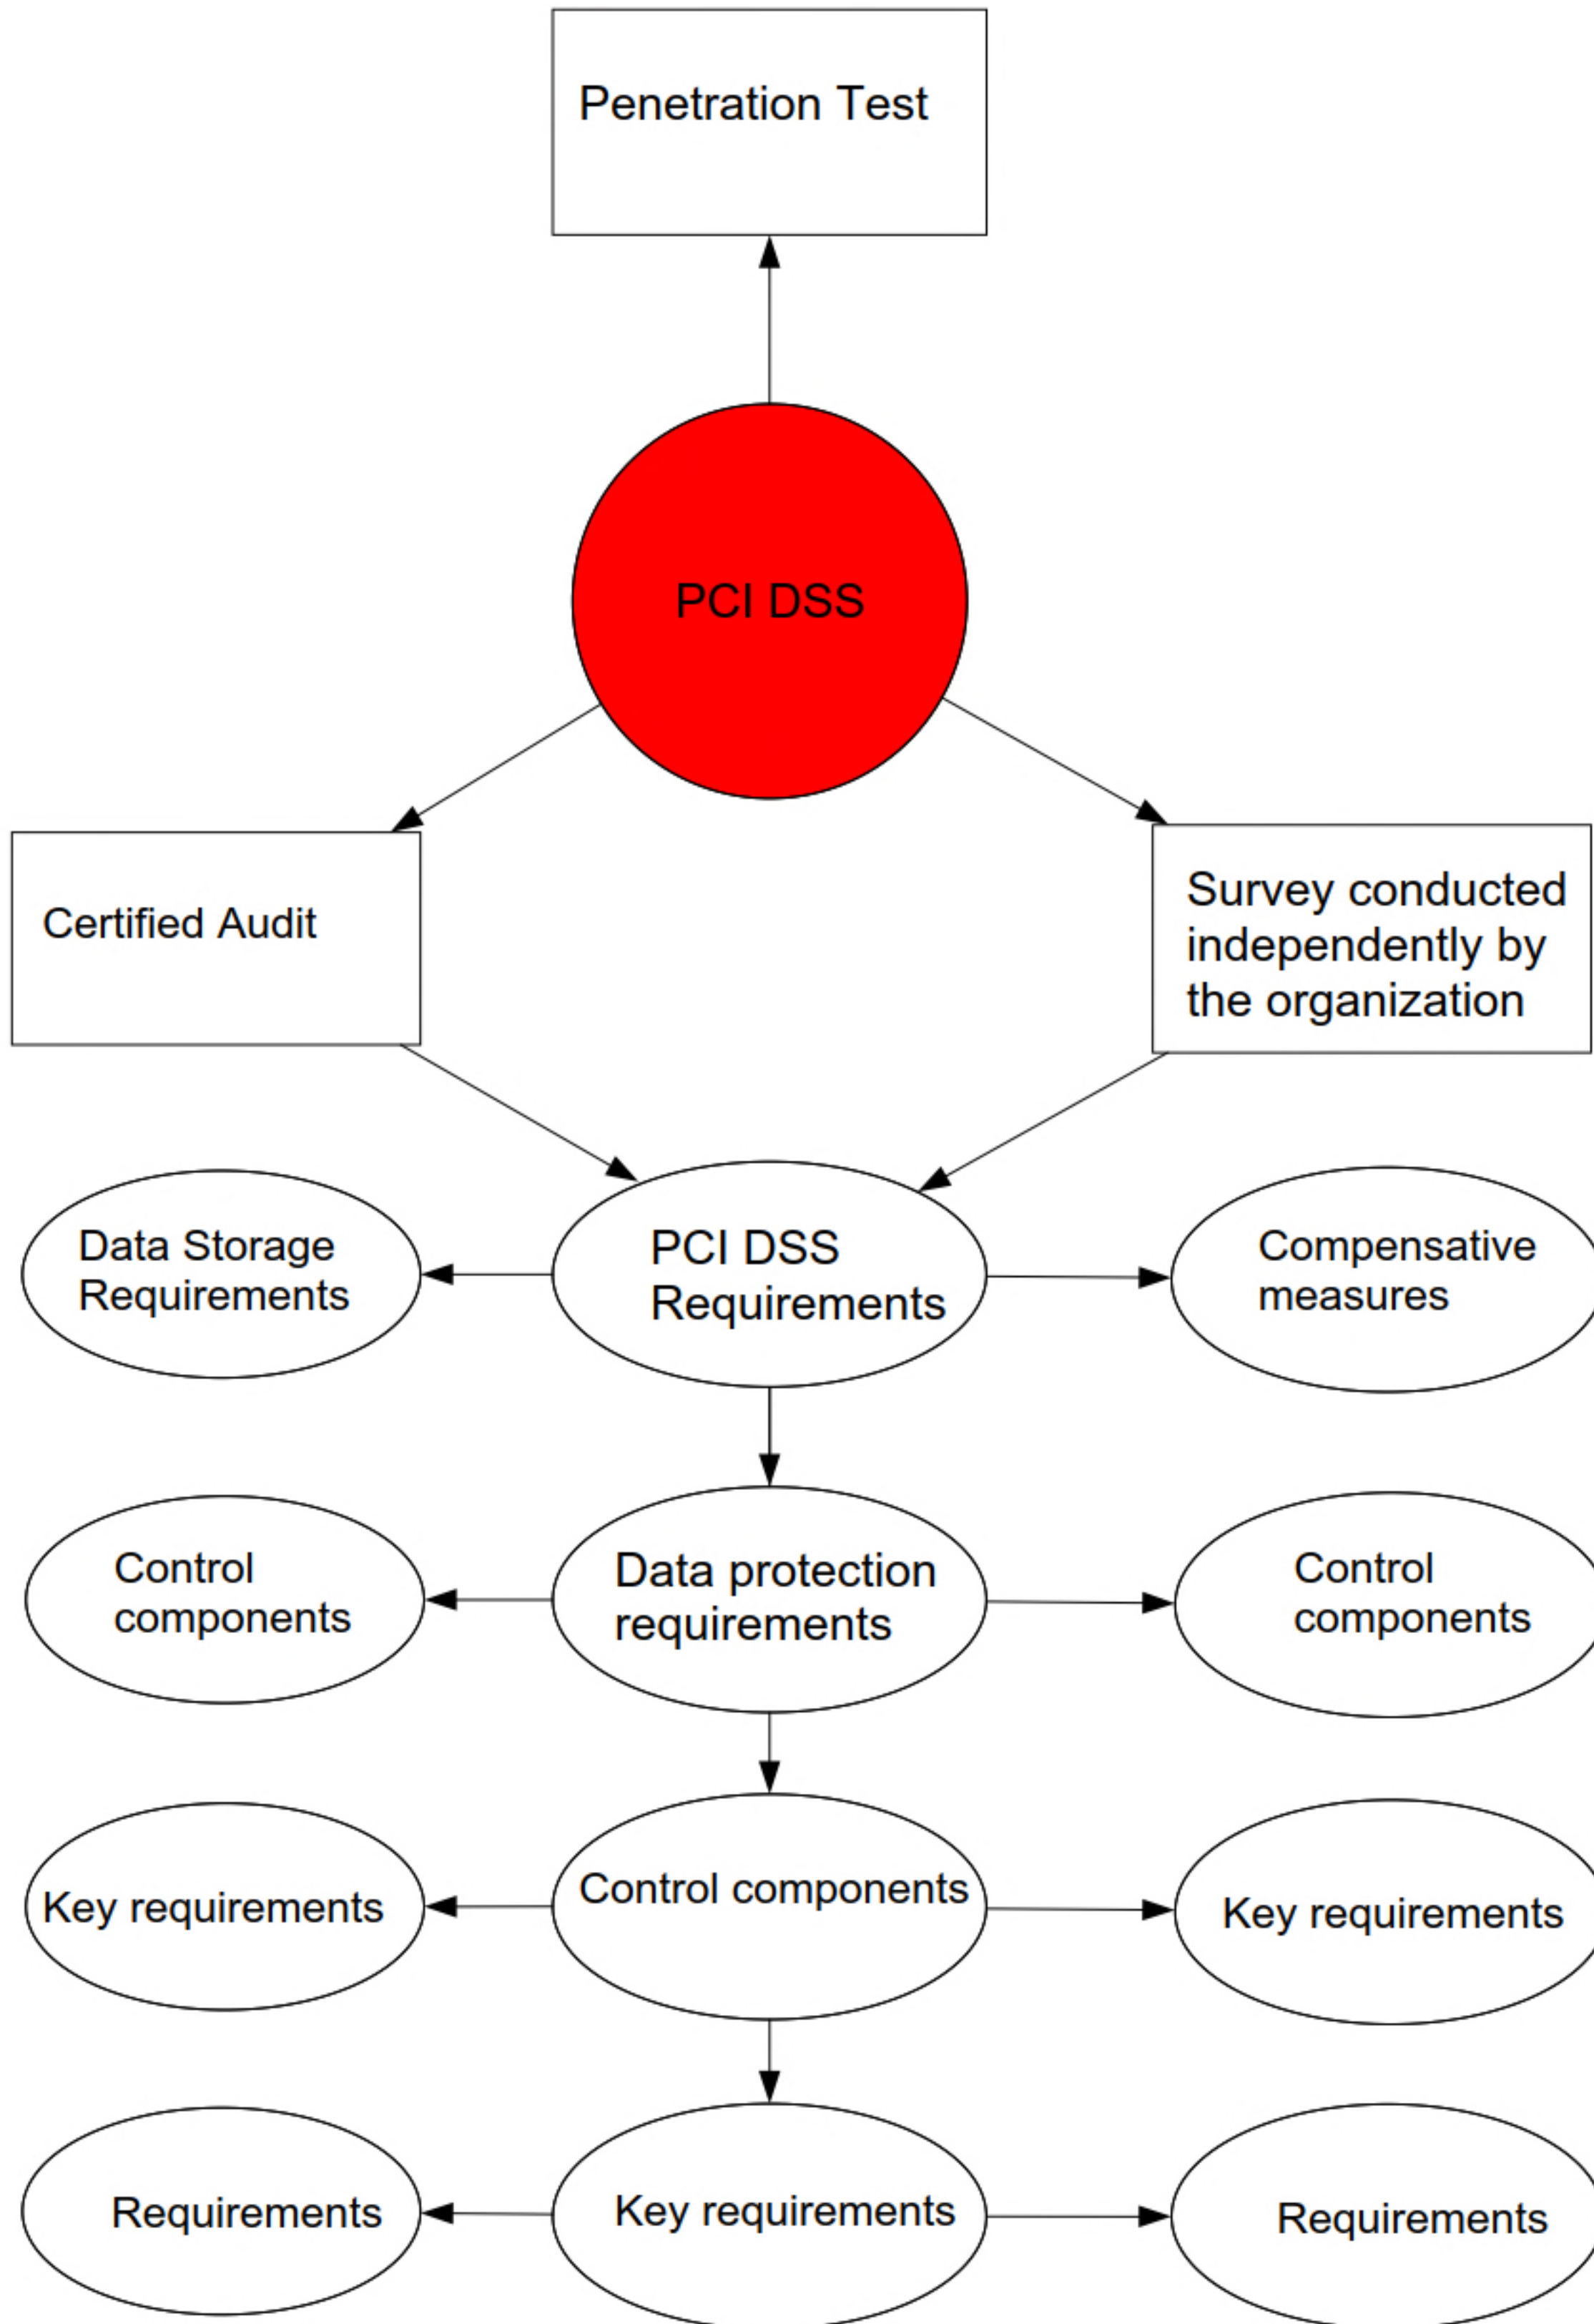 Penetration Test
PCI DSS
Certified Audit
Survey conducted
independently by
the organization
Data Storage
Requirements
PCI DSS
Requirements
Compensative
measures
Control
components
Data protection
requirements
Control
components
Key requirements
Control components
Key requirements
Requirements
Key requirements
Requirements